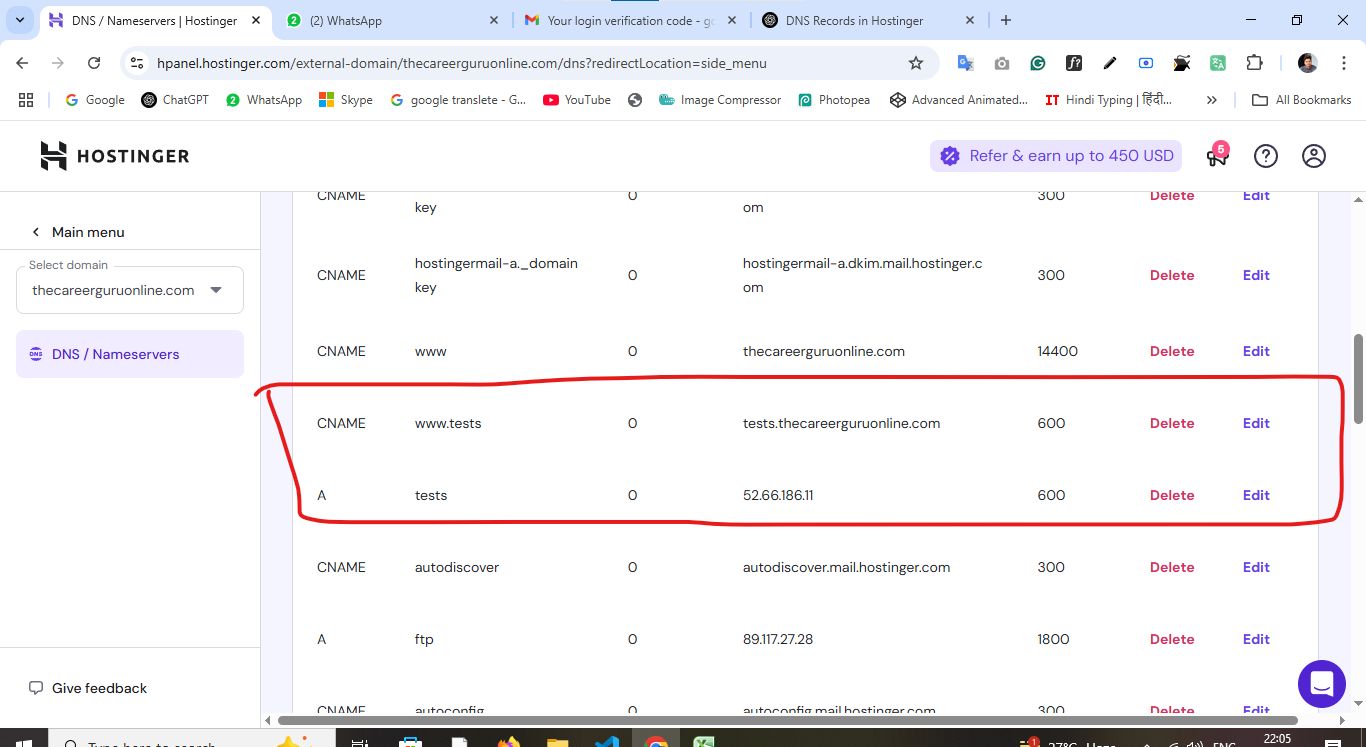 DNS / Nameservers | Hostinger
(2) WhatsApp
Your login verification code - go
DNS Records in Hostinger
hpanel.hostinger.com/external-domain/thecareerguruonline.com/dns?redirectLocation=side_menu
Google
ChatGPT
WhatsApp
Skype
google translete - G...
YouTube
Image Compressor
Photopea
Advanced Animated...
IT Hindi Typing | हिंदी...
All Bookmarks
HOSTINGER
Refer & earn up to 450 USD
5
Main menu
Select domain
thecareerguruonline.com
DNS DNS / Nameservers
Give feedback
CNAME key 0 om 300 Delete Edit
CNAME hostingermail-a._domain 0 hostingermail-a.dkim.mail.hostinger.c 300 Delete Edit
key om
CNAME www 0 thecareerguruonline.com 14400 Delete Edit
CNAME www.tests 0 tests.thecareerguruonline.com 600 Delete Edit
A tests 0 52.66.186.11 600 Delete Edit
CNAME autodiscover 0 autodiscover.mail.hostinger.com 300 Delete Edit
A ftp 0 89.117.27.28 1800 Delete Edit
CNAME autoconfig 0 autoconfig.mail.hostinger.com 300 Delete Edit
Type here to search
1
27°C Haze
ENG
22:05